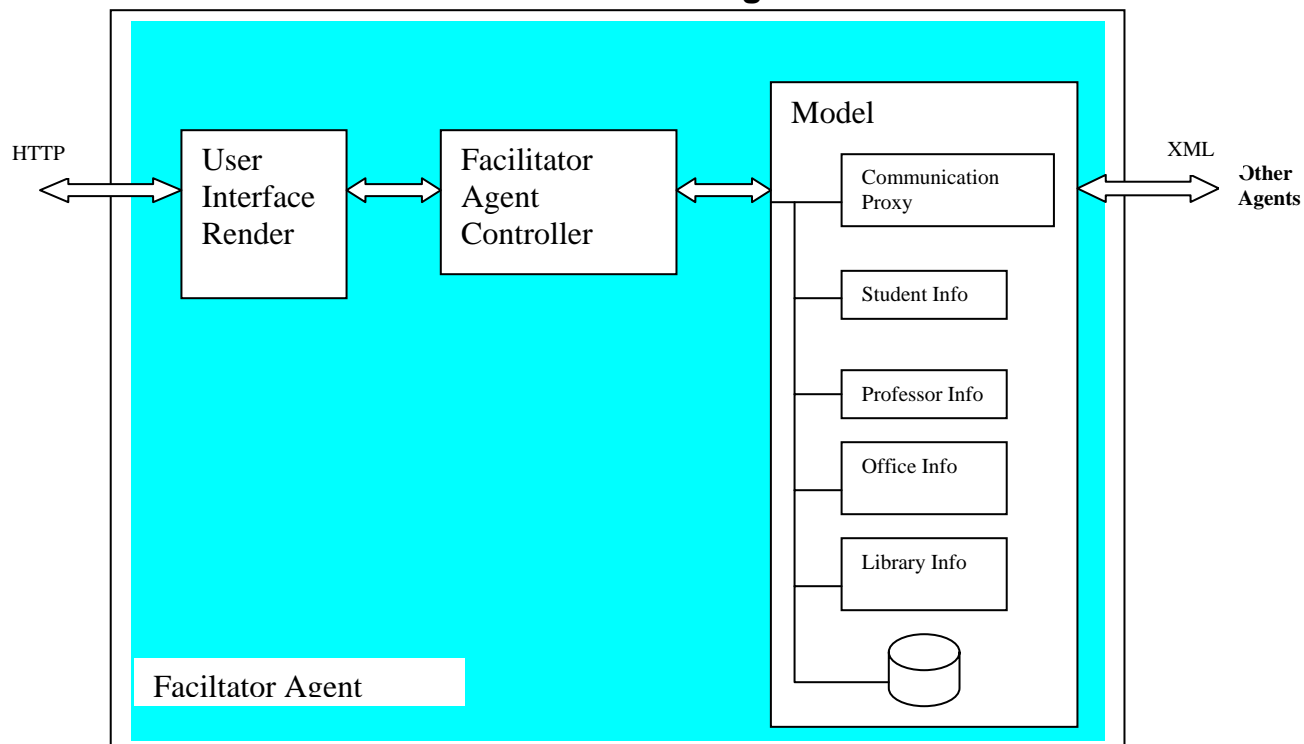 HTTP
User
Interface
Render
Facilitator
Agent
Controller
Model
Communication
Proxy
Student Info
Professor Info
Office Info
Library Info
XML
Other
Agents
Faciltator Agent